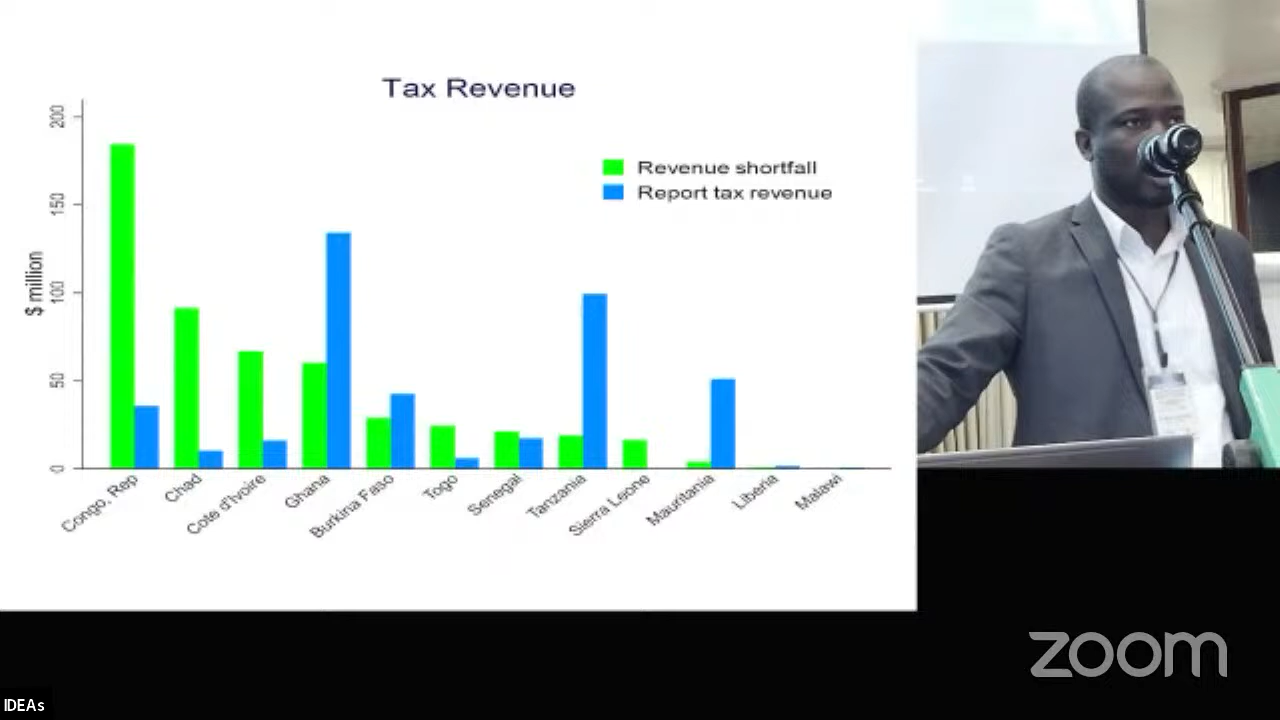 Tax Revenue
200
150
100
50
0
$ million
Revenue shortfall
Report tax revenue
Congo, Rep
Chad
Cote d'Ivoire
Ghana
Burkina Faso
Togo
Senegal
Tanzania
Sierra Leone
Mauritania
Liberia
Malawi
zoom
IDEAs